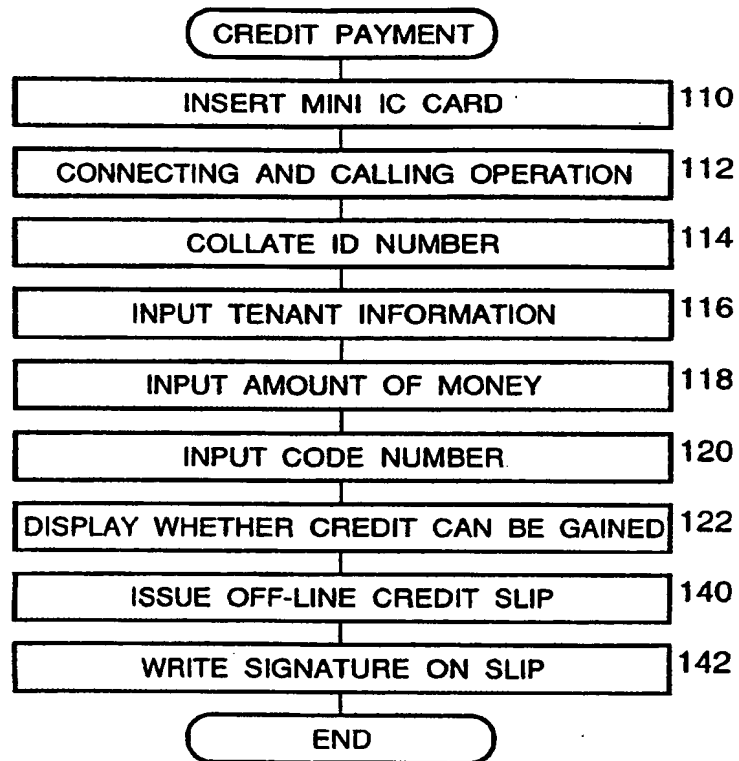 CREDIT PAYMENT
INSERT MINI IC CARD 110
CONNECTING AND CALLING OPERATION 112
COLLATE ID NUMBER 114
INPUT TENANT INFORMATION 116
INPUT AMOUNT OF MONEY 118
INPUT CODE NUMBER 120
DISPLAY WHETHER CREDIT CAN BE GAINED 122
ISSUE OFF-LINE CREDIT SLIP 140
WRITE SIGNATURE ON SLIP 142
END